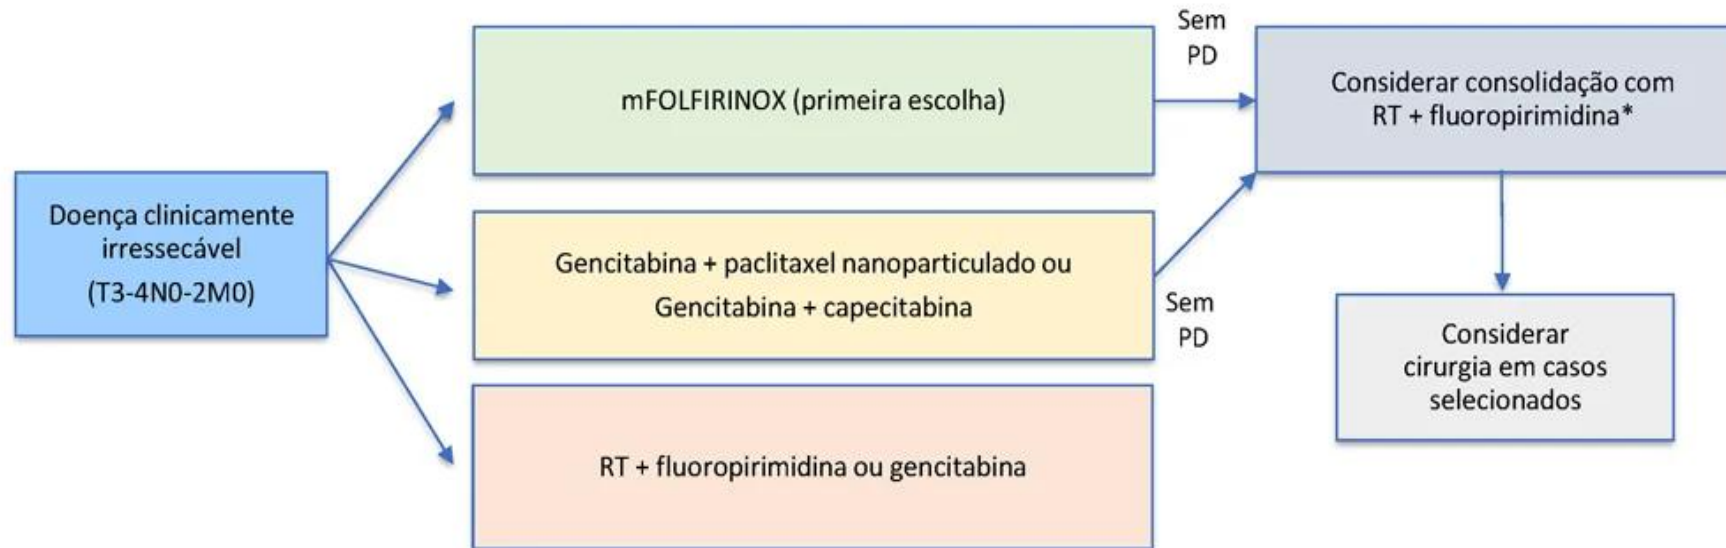 Doença clinicamente
irressecável
(T3-4N0-2M0)
mFOLFIRINOX (primeira escolha)
Gencitabina + paclitaxel nanoparticulado ou
Gencitabina + capecitabina
RT + fluoropirimidina ou gencitabina
Sem
PD
Sem
PD
Considerar consolidação com
RT + fluoropirimidina*
Considerar
cirurgia em casos
selecionados